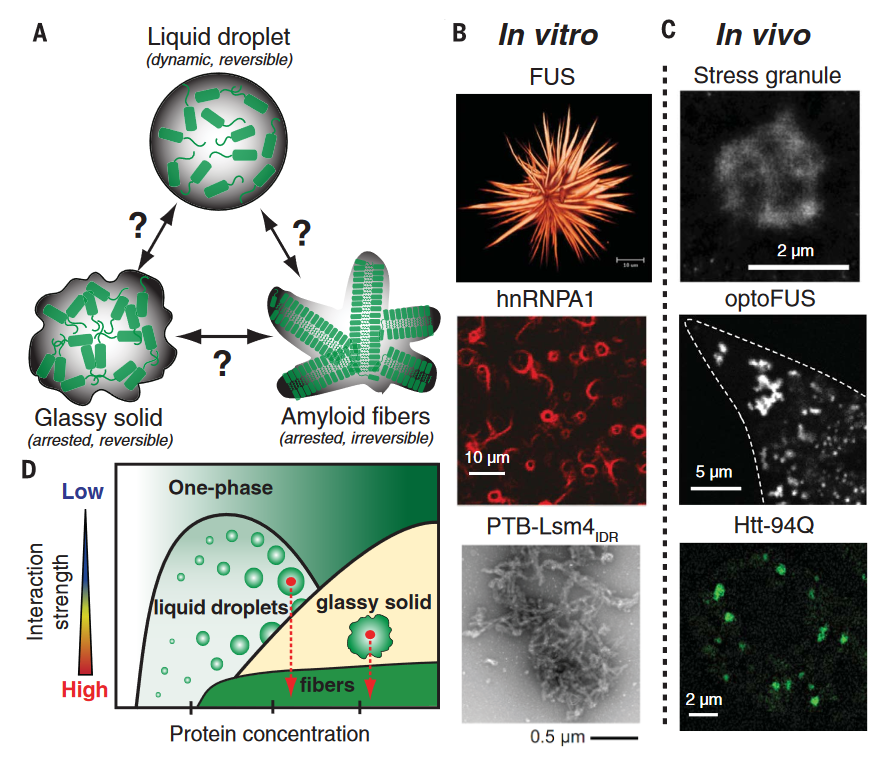 A
Liquid droplet
(dynamic, reversible)
?
?
?
Glassy solid
(arrested, reversible)
Amyloid fibers
(arrested, irreversible)
B
In vitro
FUS
10 um
hnRNPA1
10 µm
PTB-Lsm4IDR
0.5 µm
C
In vivo
Stress granule
2 µm
optoFUS
5 µm
Htt-94Q
2 µm
D
Low
Interaction
strength
High
One-phase
liquid droplets
glassy solid
fibers
Protein concentration